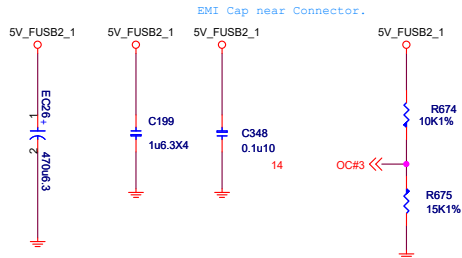 EMI Cap near Connector.
5V_FUSB2_1
5V_FUSB2_1
5V_FUSB2_1
5V_FUSB2_1
1
EC26
+
2
470u6.3
C199
1u6.3X4
C348
0.1u10
14
OC#3
R674
10K1%
R675
15K1%